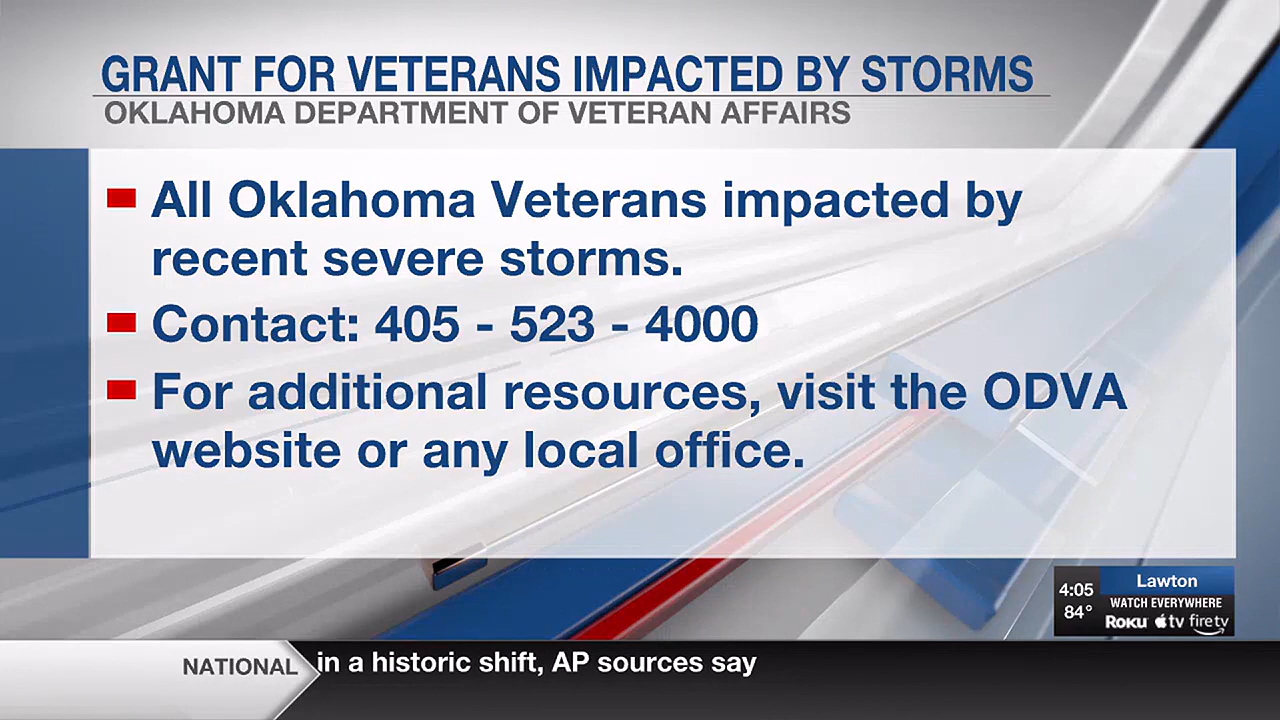 GRANT FOR VETERANS IMPACTED BY STORMS
OKLAHOMA DEPARTMENT OF VETERAN AFFAIRS
All Oklahoma Veterans impacted by
recent severe storms.
Contact: 405 - 523 - 4000
For additional resources, visit the ODVA
website or any local office.
4:05
84°
Lawton
WATCH EVERYWHERE
Roku tv firetv
NATIONAL
in a historic shift, AP sources say